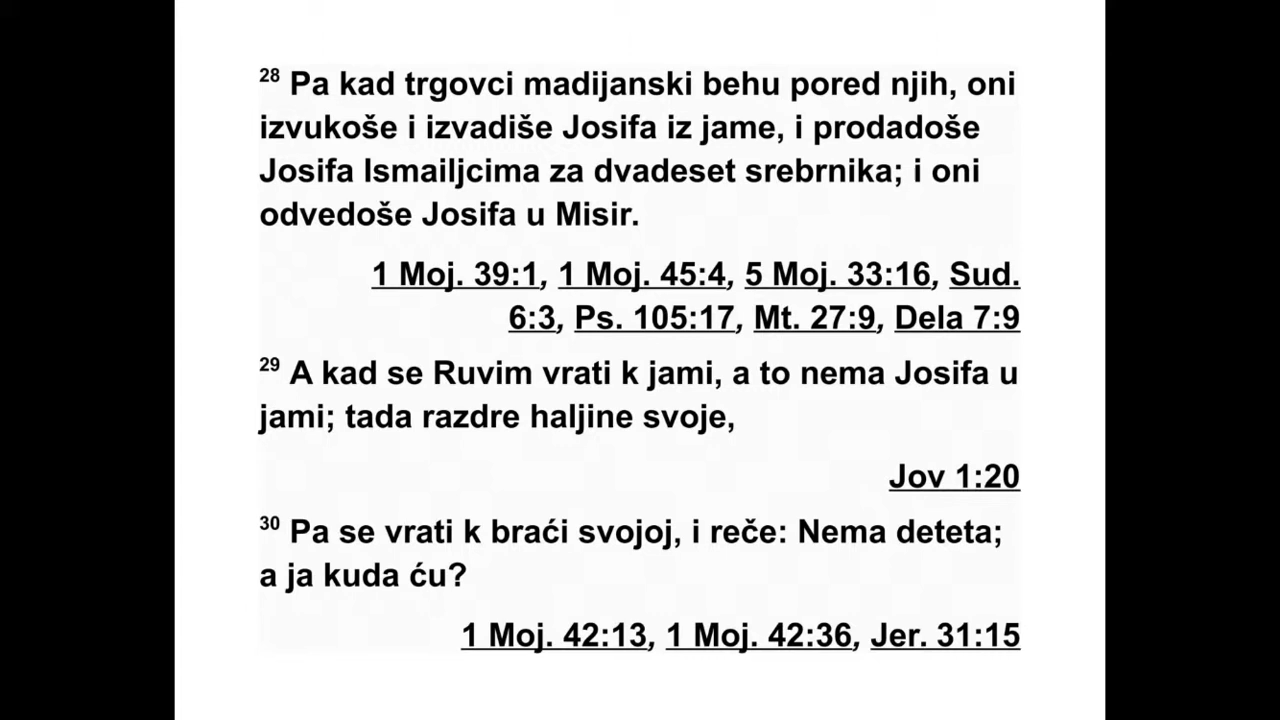 28 Pa kad trgovci madijanski behu pored njih, oni
izvukoše i izvadiše Josifa iz jame, i prodadoše
Josifa Ismailjcima za dvadeset srebrnika; i oni
odvedoše Josifa u Misir.
1 Moj. 39:1, 1 Moj. 45:4, 5 Moj. 33:16, Sud.
6:3, Ps. 105:17, Mt. 27:9, Dela 7:9
29 A kad se Ruvim vrati k jami, a to nema Josifa u
jami; tada razdre haljine svoje,
Jov 1:20
30 Pa se vrati k braći svojoj, i reče: Nema deteta;
a ja kuda ću?
1 Moj. 42:13, 1 Moj. 42:36, Jer. 31:15